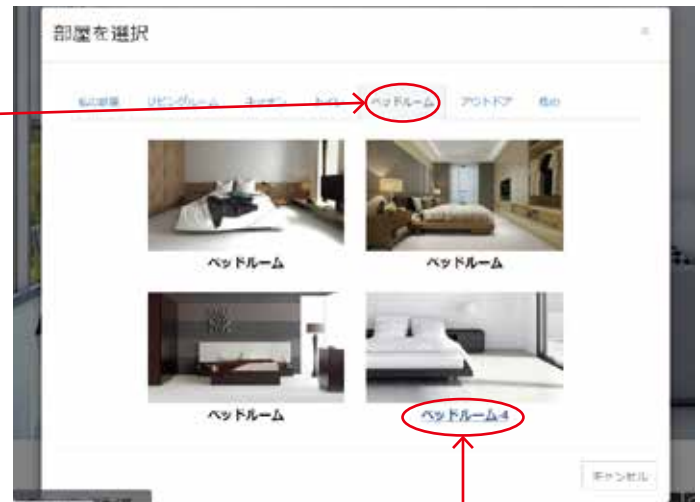 部屋を選択
×
私の部屋 リビングルーム キッチン トイレ ベッドルーム アウトドア 他の
ベッドルーム ベッドルーム
ベッドルーム ベッドルーム-4
キャンセル